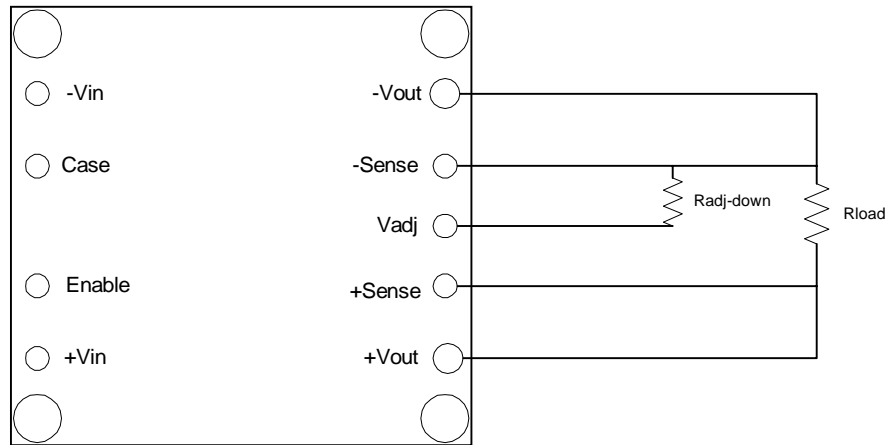 -Vin
-Vout
Case
-Sense
Radj-down
Rload
Vadj
Enable
+Sense
+Vin
+Vout